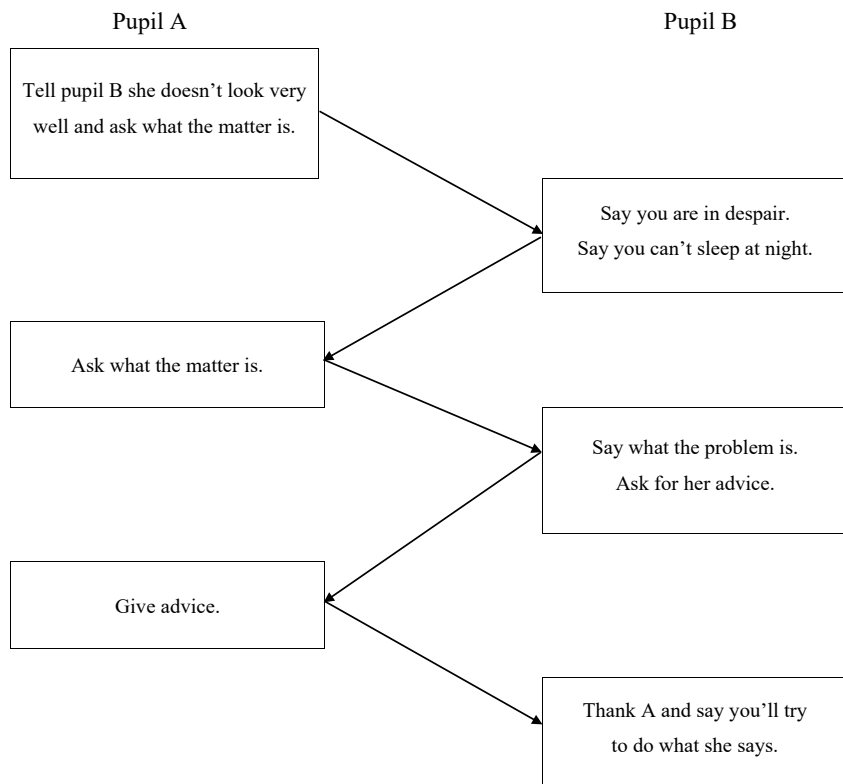 Pupil A
Pupil B
Tell pupil B she doesn’t look very
well and ask what the matter is.
Say you are in despair.
Say you can’t sleep at night.
Ask what the matter is.
Say what the problem is.
Ask for her advice.
Give advice.
Thank A and say you’ll try
to do what she says.